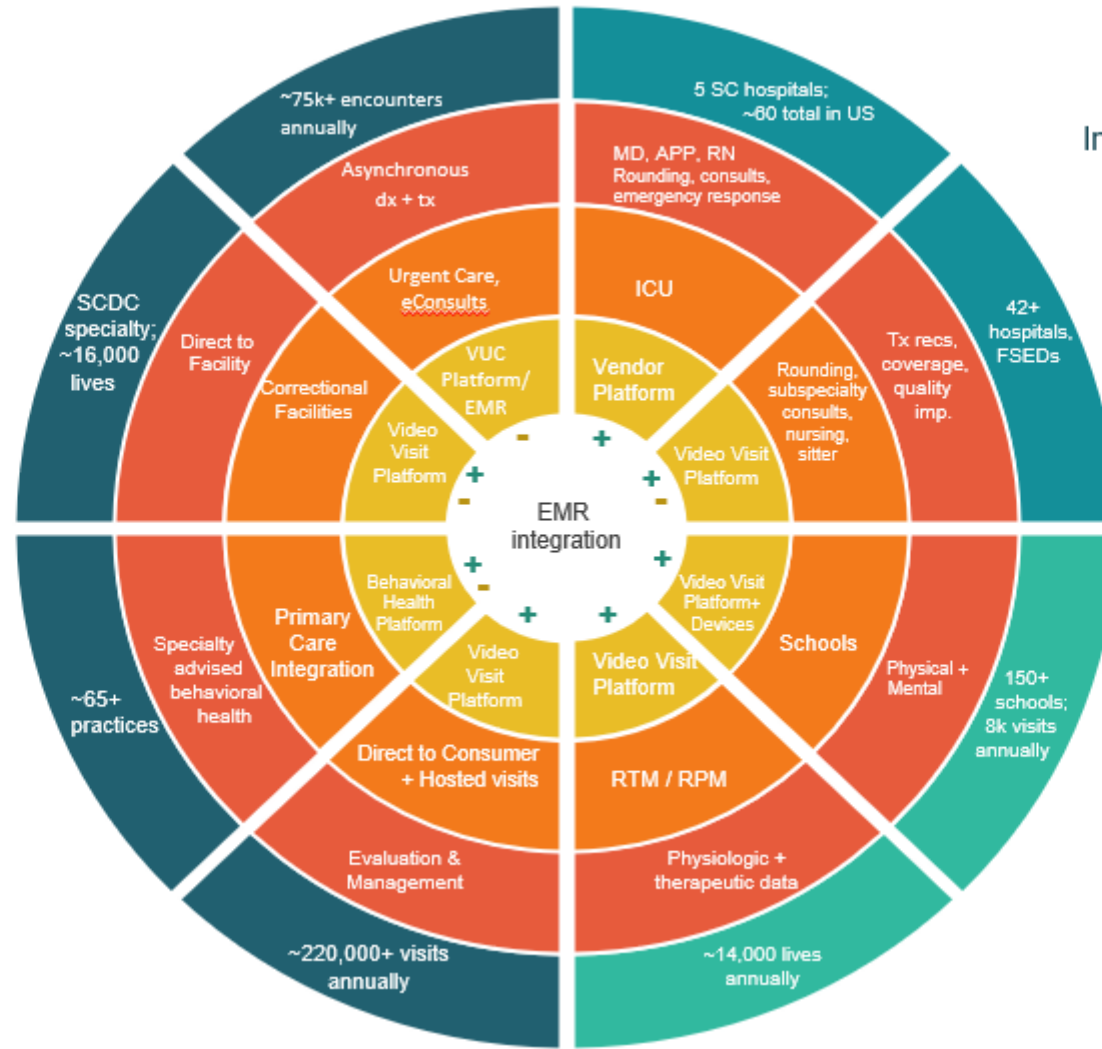 ~75k+ encounters
annually
Asynchronous
dx + tx
Urgent Care,
eConsults
VUC
Platform/
EMR
-
5 SC hospitals;
~60 total in US
MD, APP, RN
Rounding, consults,
emergency response
ICU
Vendor
Platform
+
42+
hospitals,
FSEDs
Tx recs,
coverage,
quality
imp.
Rounding,
subspecialty
consults,
nursing,
sitter
Video Visit
Platform
+
-
150+
schools;
8k visits
annually
Physical +
Mental
Schools
Video Visit
Platform+
Devices
+
~14,000 lives
annually
Physiologic +
therapeutic data
RTM / RPM
Video Visit
Platform
+
~220,000+ visits
annually
Evaluation &
Management
Direct to Consumer
+ Hosted visits
Video
Visit
Platform
+
~65+
practices
Specialty
advised
behavioral
health
Primary
Care
Integration
Behavioral
Health
Platform
+
-
SCDC
specialty;
~16,000
lives
Direct to
Facility
Correctional
Facilities
Video
Visit
Platform
+
-
EMR
integration